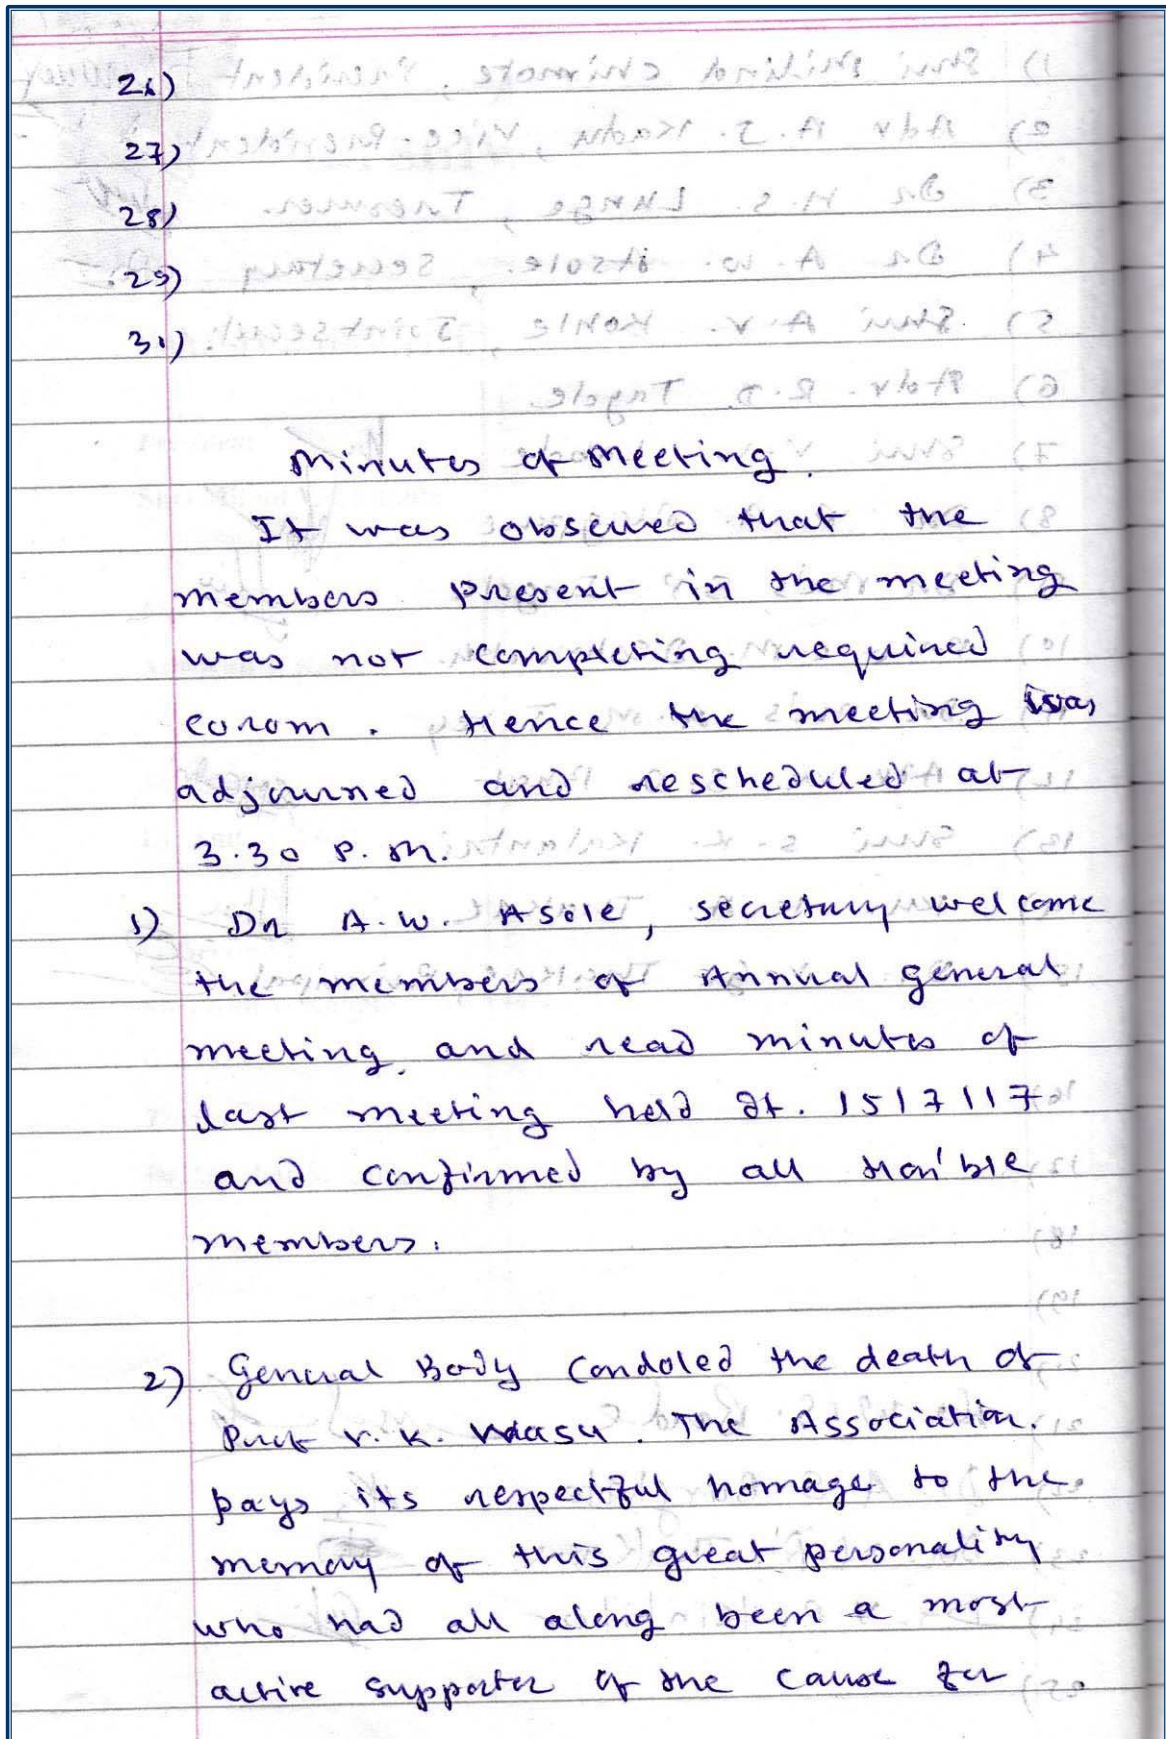 26)
27)
28)
29)
30)
Minutes of Meeting.
It was observed that the
members present in the meeting
was not completing required
corom. Hence the meeting was
adjourned and rescheduled at
3.30 P.M.
1) Dr A.W. Asole, secretary welcome
the members of Annual general
meeting, and read minutes of
last meeting held dt. 15/7/17
and confirmed by all Hon'ble
members.
2) General Body Condoled the death of
Prof V.K. Wasu. The Association.
pays its respectful homage to the
memory of this great personality
who had all along been a most
active supporter of the cause for